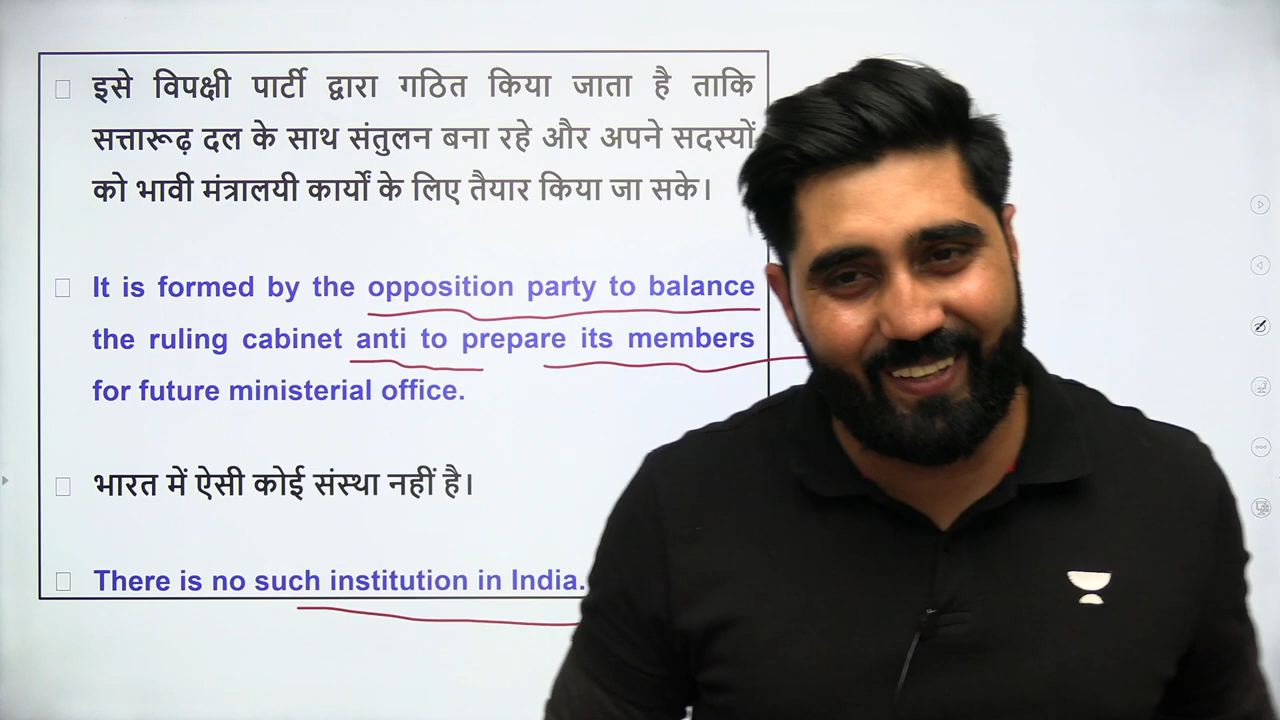 इसे विपक्षी पार्टी द्वारा गठित किया जाता है ताकि
सत्तारूढ़ दल के साथ संतुलन बना रहे और अपने सदस्यों
को भावी मंत्रालयी कार्यों के लिए तैयार किया जा सके।
It is formed by the opposition party to balance
the ruling cabinet anti to prepare its members
for future ministerial office.
भारत में ऐसी कोई संस्था नहीं है।
There is no such institution in India.